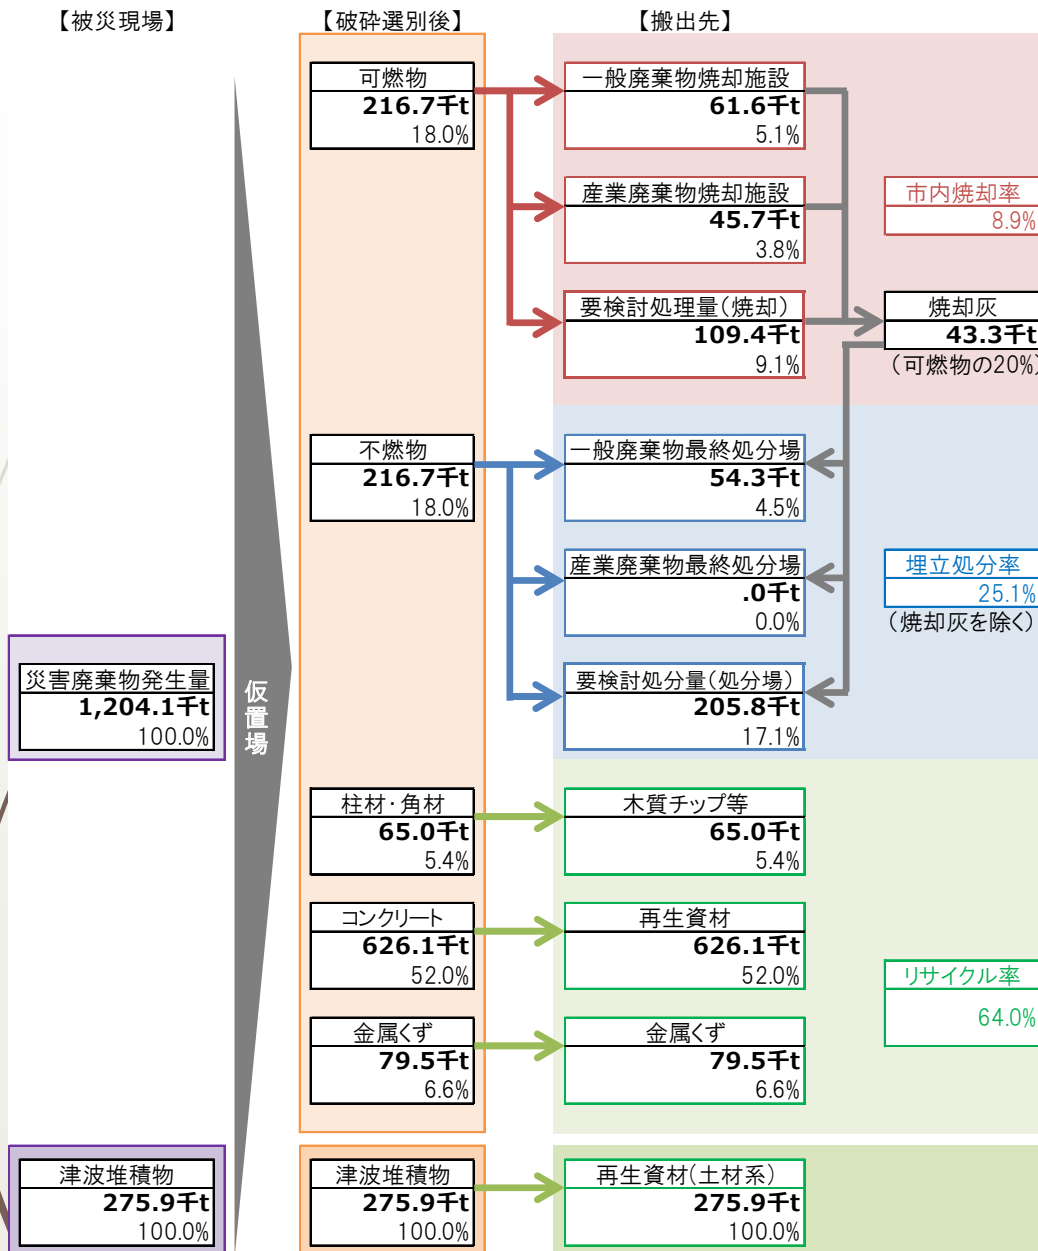 【被災現場】
【破砕選別後】
【搬出先】
可燃物
216.7千t
18.0%
一般廃棄物焼却施設
61.6千t
5.1%
産業廃棄物焼却施設
45.7千t
3.8%
市内焼却率
8.9%
要検討処理量(焼却)
109.4千t
9.1%
焼却灰
43.3千t
(可燃物の20%)
不燃物
216.7千t
18.0%
一般廃棄物最終処分場
54.3千t
4.5%
産業廃棄物最終処分場
.0千t
0.0%
埋立処分率
25.1%
(焼却灰を除く)
災害廃棄物発生量
1,204.1千t
100.0%
仮置場
要検討処分量(処分場)
205.8千t
17.1%
柱材・角材
65.0千t
5.4%
木質チップ等
65.0千t
5.4%
コンクリート
626.1千t
52.0%
再生資材
626.1千t
52.0%
リサイクル率
64.0%
金属くず
79.5千t
6.6%
金属くず
79.5千t
6.6%
津波堆積物
275.9千t
100.0%
津波堆積物
275.9千t
100.0%
再生資材(土材系)
275.9千t
100.0%